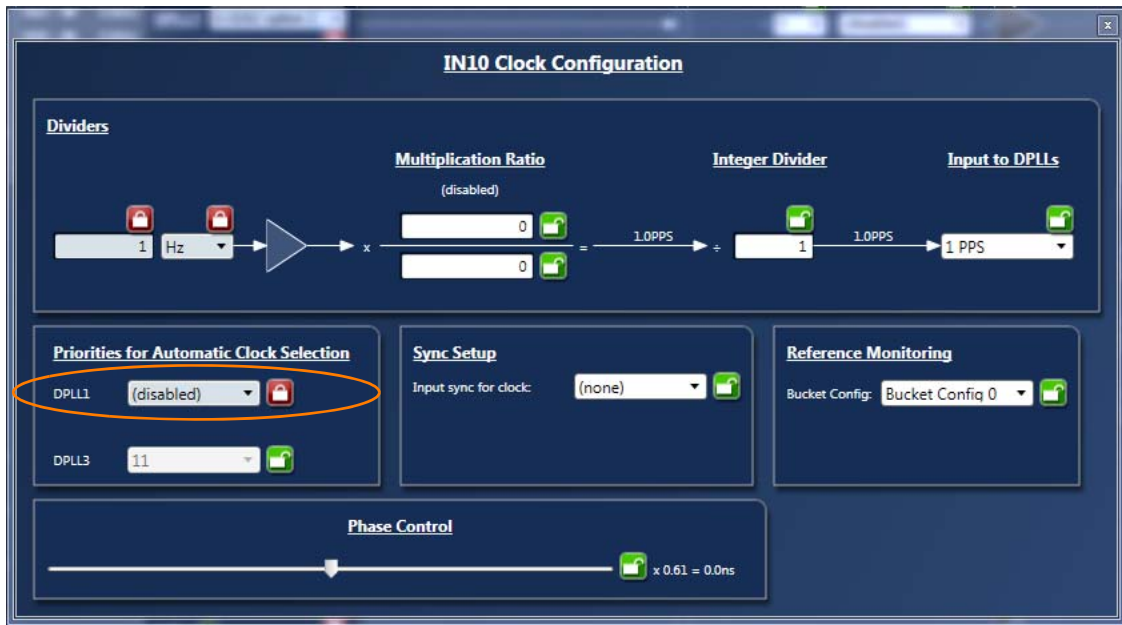 x
IN10 Clock Configuration
Dividers
Multiplication Ratio
Integer Divider
Input to DPLLs
(disabled)
1
Hz
x
0
0
=
1.0PPS
÷
1
1.0PPS
1 PPS
Priorities for Automatic Clock Selection
DPLL1
(disabled)
DPLL3
11
Sync Setup
Input sync for clock:
(none)
Reference Monitoring
Bucket Config:
Bucket Config 0
Phase Control
x 0.61 = 0.0ns